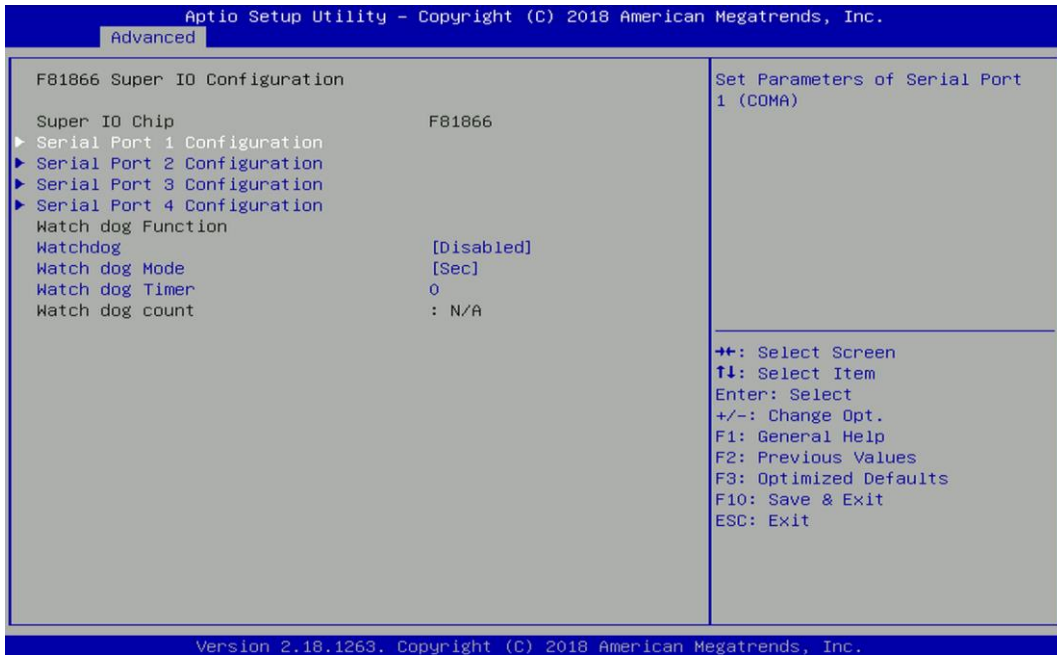 Aptio Setup Utility – Copyright (C) 2018 American Megatrends, Inc.
Advanced
F81866 Super IO Configuration
Super IO Chip F81866
▶ Serial Port 1 Configuration
▶ Serial Port 2 Configuration
▶ Serial Port 3 Configuration
▶ Serial Port 4 Configuration
Watch dog Function
Watchdog [Disabled]
Watch dog Mode [Sec]
Watch dog Timer 0
Watch dog count : N/A
Set Parameters of Serial Port
1 (COMA)
→←: Select Screen
↑↓: Select Item
Enter: Select
+/-: Change Opt.
F1: General Help
F2: Previous Values
F3: Optimized Defaults
F10: Save & Exit
ESC: Exit
Version 2.18.1263. Copyright (C) 2018 American Megatrends, Inc.